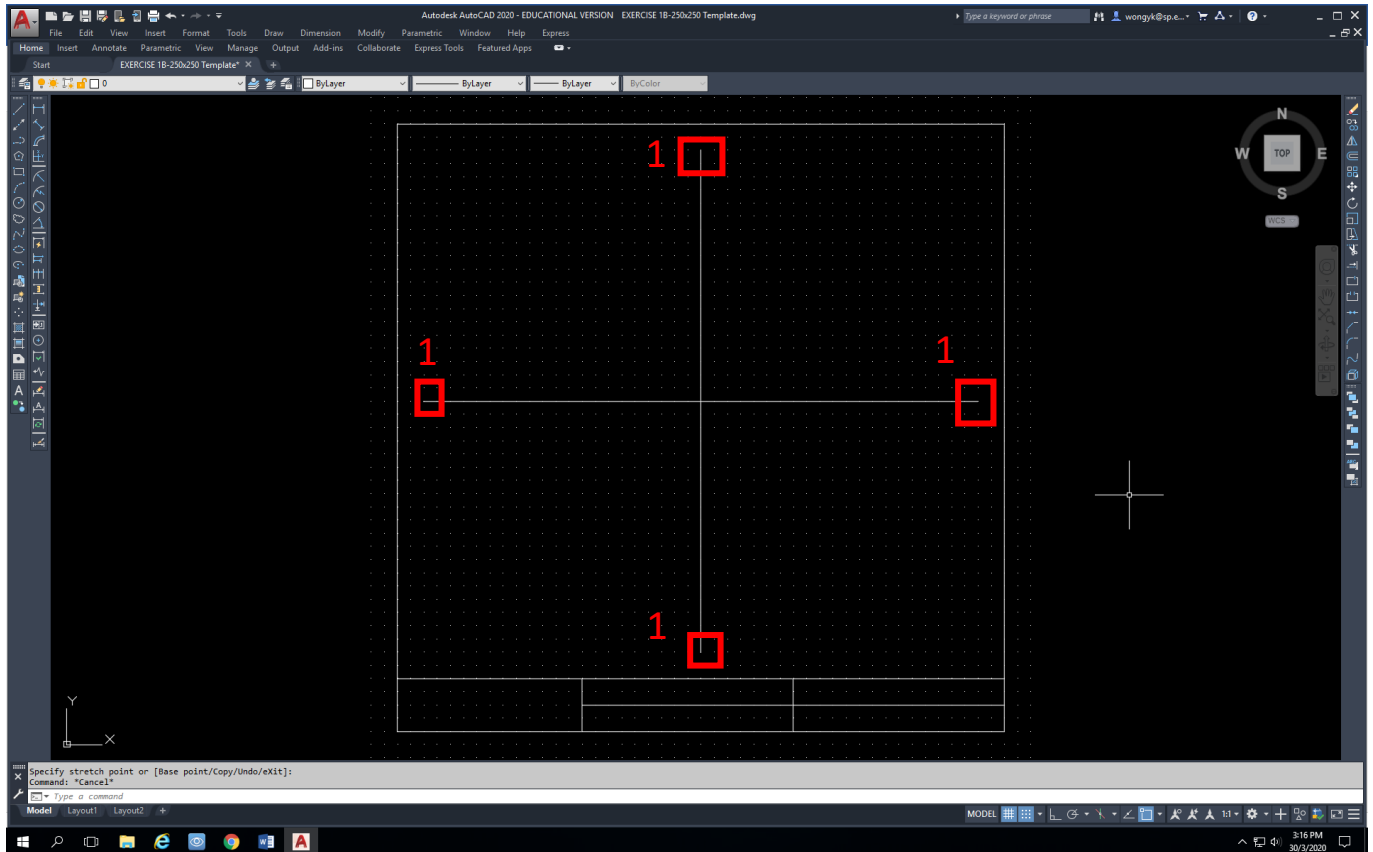 Autodesk AutoCAD 2020 - EDUCATIONAL VERSION EXERCISE 1B-250x250 Template.dwg
Type a keyword or phrase
wongyk@sp.e...
File Edit View Insert Format Tools Draw Dimension Modify Parametric Window Help Express
Home Insert Annotate Parametric View Manage Output Add-ins Collaborate Express Tools Featured Apps
Start EXERCISE 1B-250x250 Template* +
0 ByLayer ByLayer ByLayer ByColor
N
1
W TOP E
S
WCS
1
1
1
Y
X
Specify stretch point or [Base point/Copy/Undo/eXit]:
Command: *Cancel*
Type a command
Model Layout1 Layout2 +
MODEL 1:1
3:16 PM
30/3/2020